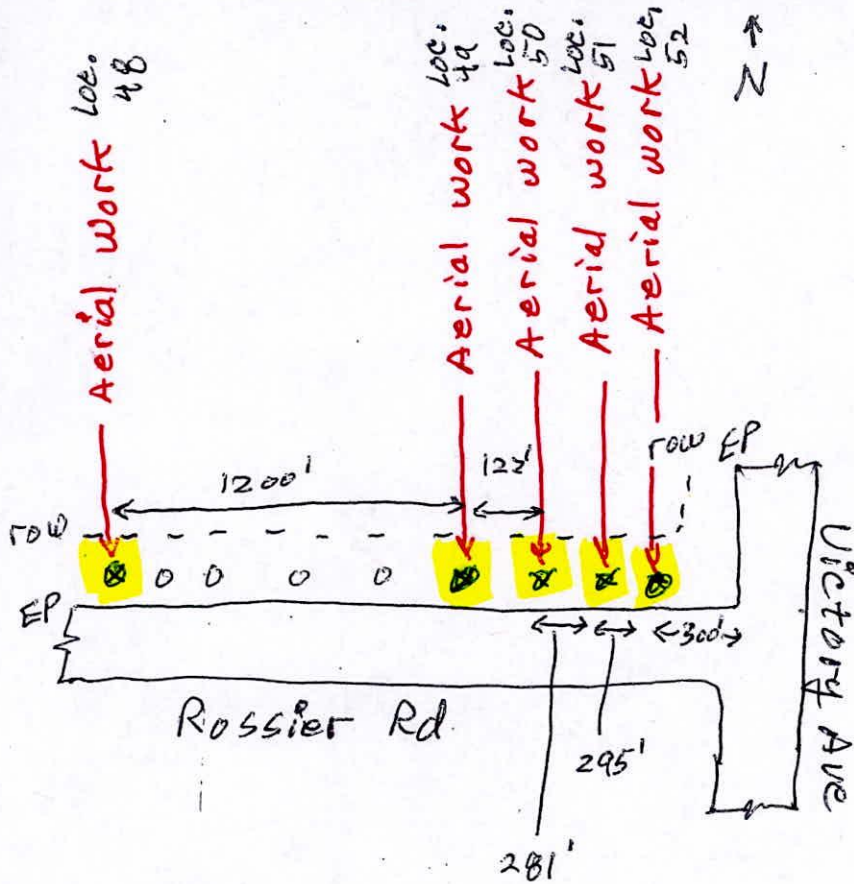 Aerial Work Loc. 48
Aerial Work Loc. 49
Aerial Work Loc. 50
Aerial work Loc. 51
Aerial work Loc. 52
N
1200'
122'
row
EP
row
EP
300'
Rossier Rd.
295'
281'
Victory Ave